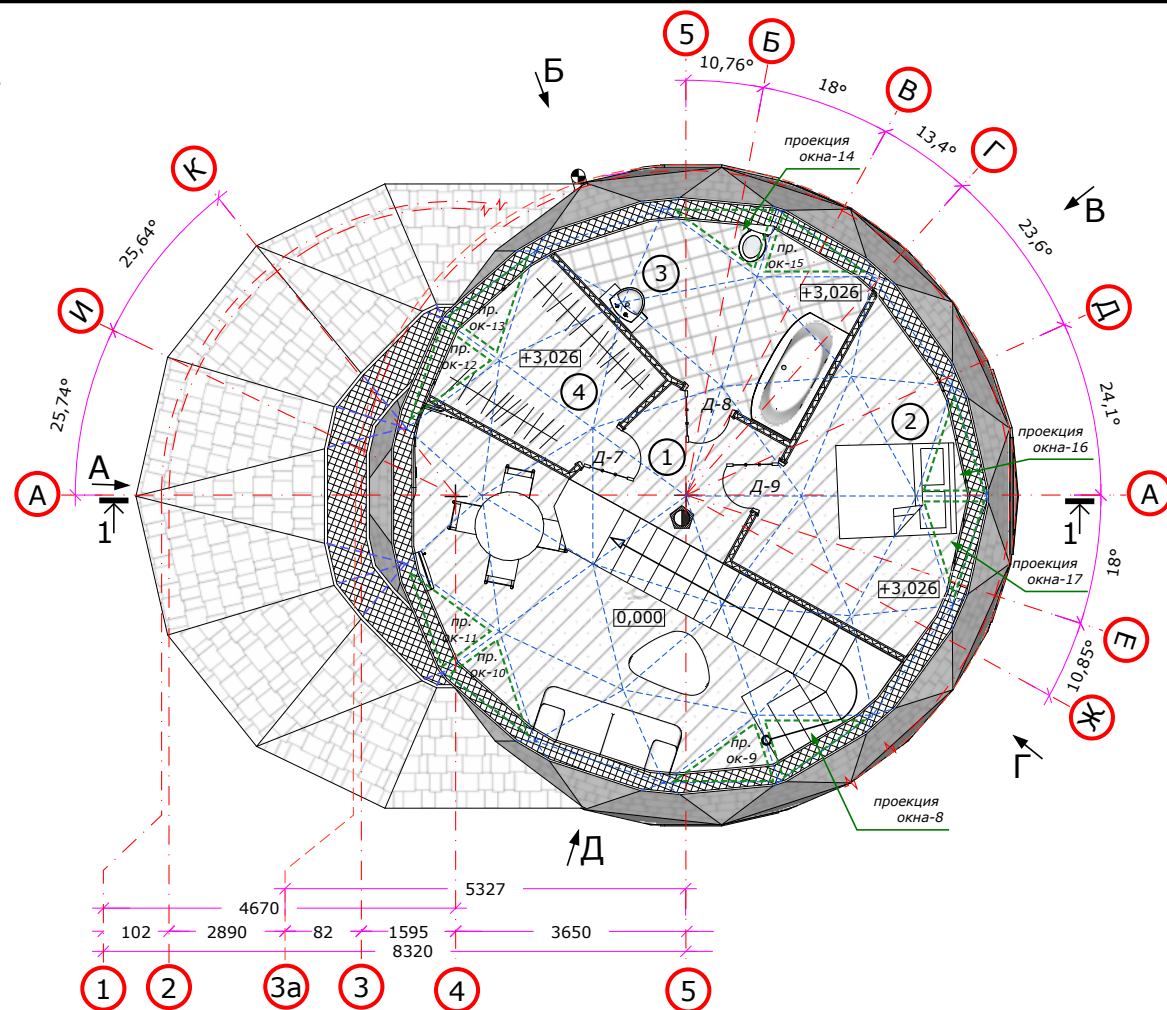 5
Б
10,76°
Б
18°
В
13,4°
Г
проекция
окна-14
К
25,64°
В
23,6°
3
пр.
ок-15
+3,026
И
Д
пр.
ок-13
пр.
ок-12
+3,026
4
25,74°
24,1°
Д-8
2
проекция
окна-16
1
Д-7
А
А
Д-9
А
1
1
проекция
окна-17
18°
+3,026
0,000
пр.
ок-11
пр.
ок-10
Е
10,85°
Ж
пр.
ок-9
Г
проекция
окна-8
Д
5327
4670
102 2890 82 1595 3650
8320
1 2 3а 3 4 5